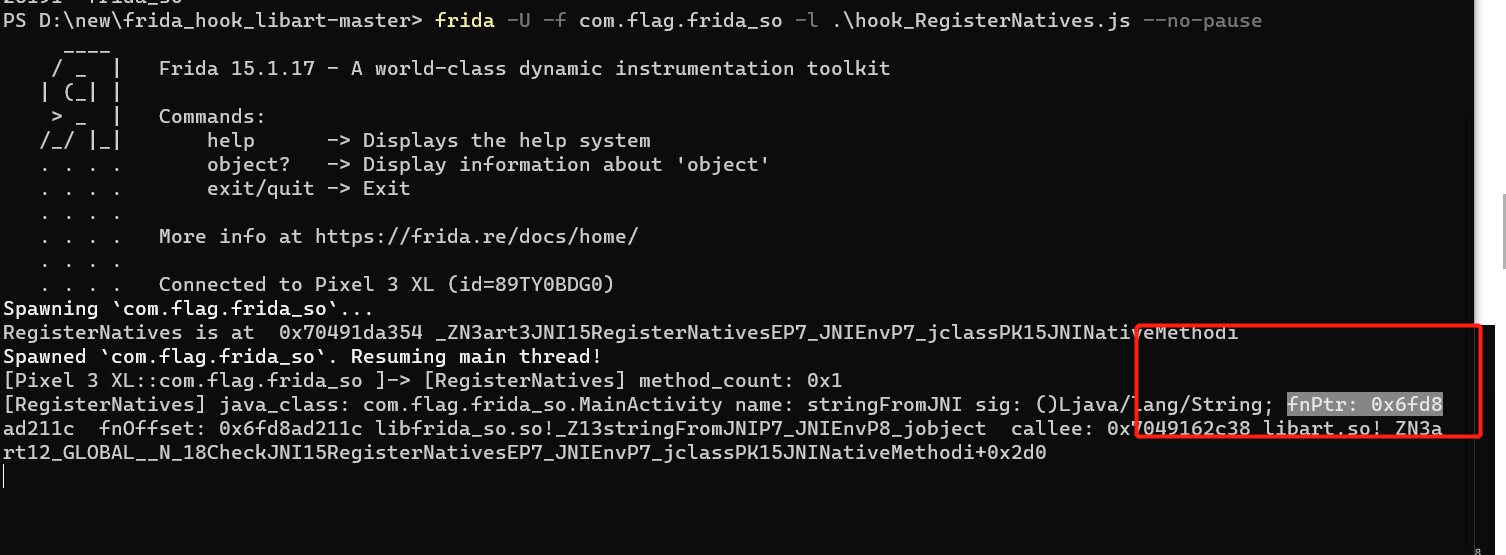 PS D:\new\frida_hook_libart-master> frida -U -f com.flag.frida_so -l .\hook_RegisterNatives.js --no-pause
     ____
    / _  |   Frida 15.1.17 - A world-class dynamic instrumentation toolkit
   | (_| |
    > _  |   Commands:
   /_/ |_|       help      -> Displays the help system
   . . . .       object?   -> Display information about 'object'
   . . . .       exit/quit -> Exit
   . . . .
   . . . .   More info at https://frida.re/docs/home/
   . . . .
   . . . .   Connected to Pixel 3 XL (id=89TY0BDG0)
Spawning `com.flag.frida_so`...
RegisterNatives is at  0x70491da354 _ZN3art3JNI15RegisterNativesEP7_JNIEnvP7_jclassPK15JNINativeMethodi
Spawned `com.flag.frida_so`. Resuming main thread!
[Pixel 3 XL::com.flag.frida_so ]-> [RegisterNatives] method_count: 0x1
[RegisterNatives] java_class: com.flag.frida_so.MainActivity name: stringFromJNI sig: ()Ljava/lang/String; fnPtr: 0x6fd8
ad211c  fnOffset: 0x6fd8ad211c libfrida_so.so!_Z13stringFromJNIP7_JNIEnvP8_jobject  callee: 0x7049162c38 libart.so!_ZN3a
rt12_GLOBAL__N_18CheckJNI15RegisterNativesEP7_JNIEnvP7_jclassPK15JNINativeMethodi+0x2d0